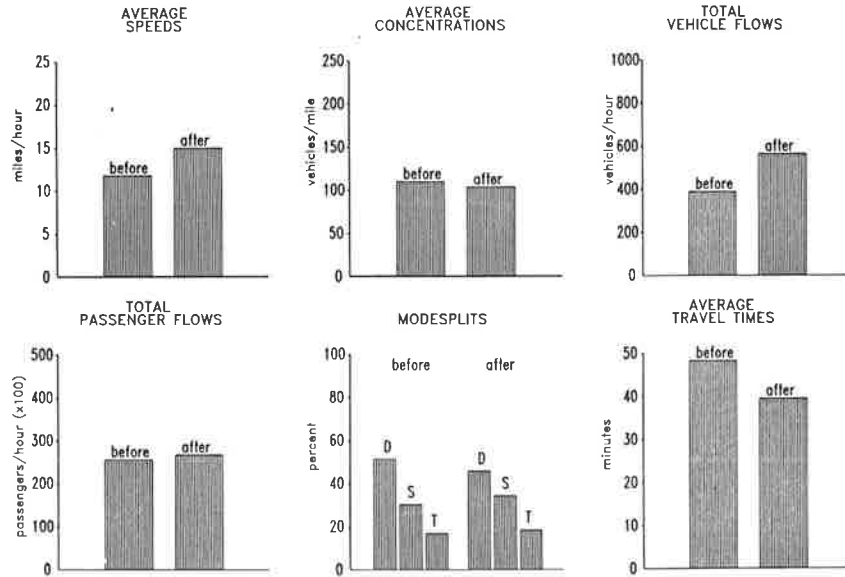 AVERAGE
SPEEDS
miles/hour
25
20
15
10
5
0
before
after
AVERAGE
CONCENTRATIONS
vehicles/mile
250
200
150
100
50
0
before
after
TOTAL
VEHICLE FLOWS
vehicles/hour
1000
800
600
400
200
0
before
after
TOTAL
PASSENGER FLOWS
passengers/hour (x100)
500
400
300
200
100
0
before
after
MODESPLITS
percent
100
80
60
40
20
0
before
after
D
S
T
D
S
T
AVERAGE
TRAVEL TIMES
minutes
50
40
30
20
10
0
before
after